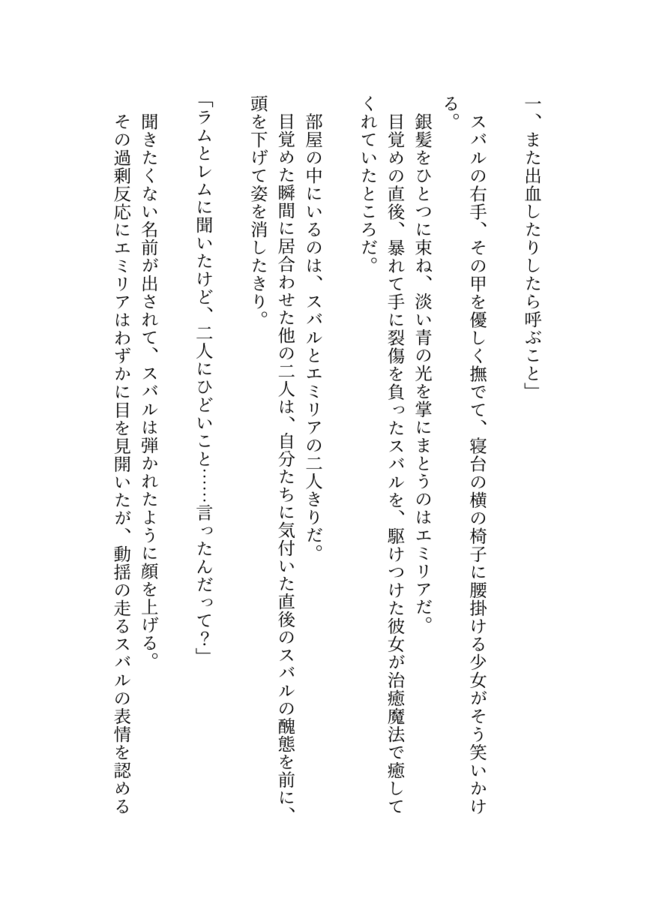 一、また出血したりしたら呼ぶこと」
スバルの右手、その甲を優しく撫でて、寝台の横の椅子に腰掛ける少女がそう笑いかけ
る。
銀髪をひとつに束ね、淡い青の光を掌にまとうのはエミリアだ。
目覚めの直後、暴れて手に裂傷を負ったスバルを、駆けつけた彼女が治癒魔法で癒して
くれていたところだ。
部屋の中にいるのは、スバルとエミリアの二人きりだ。
目覚めた瞬間に居合わせた他の二人は、自分たちに気付いた直後のスバルの醜態を前に、
頭を下げて姿を消したきり。
「ラムとレムに聞いたけど、二人にひどいこと……言ったんだって？」
聞きたくない名前が出されて、スバルは弾かれたように顔を上げる。
その過剰反応にエミリアはわずかに目を見開いたが、動揺の走るスバルの表情を認める